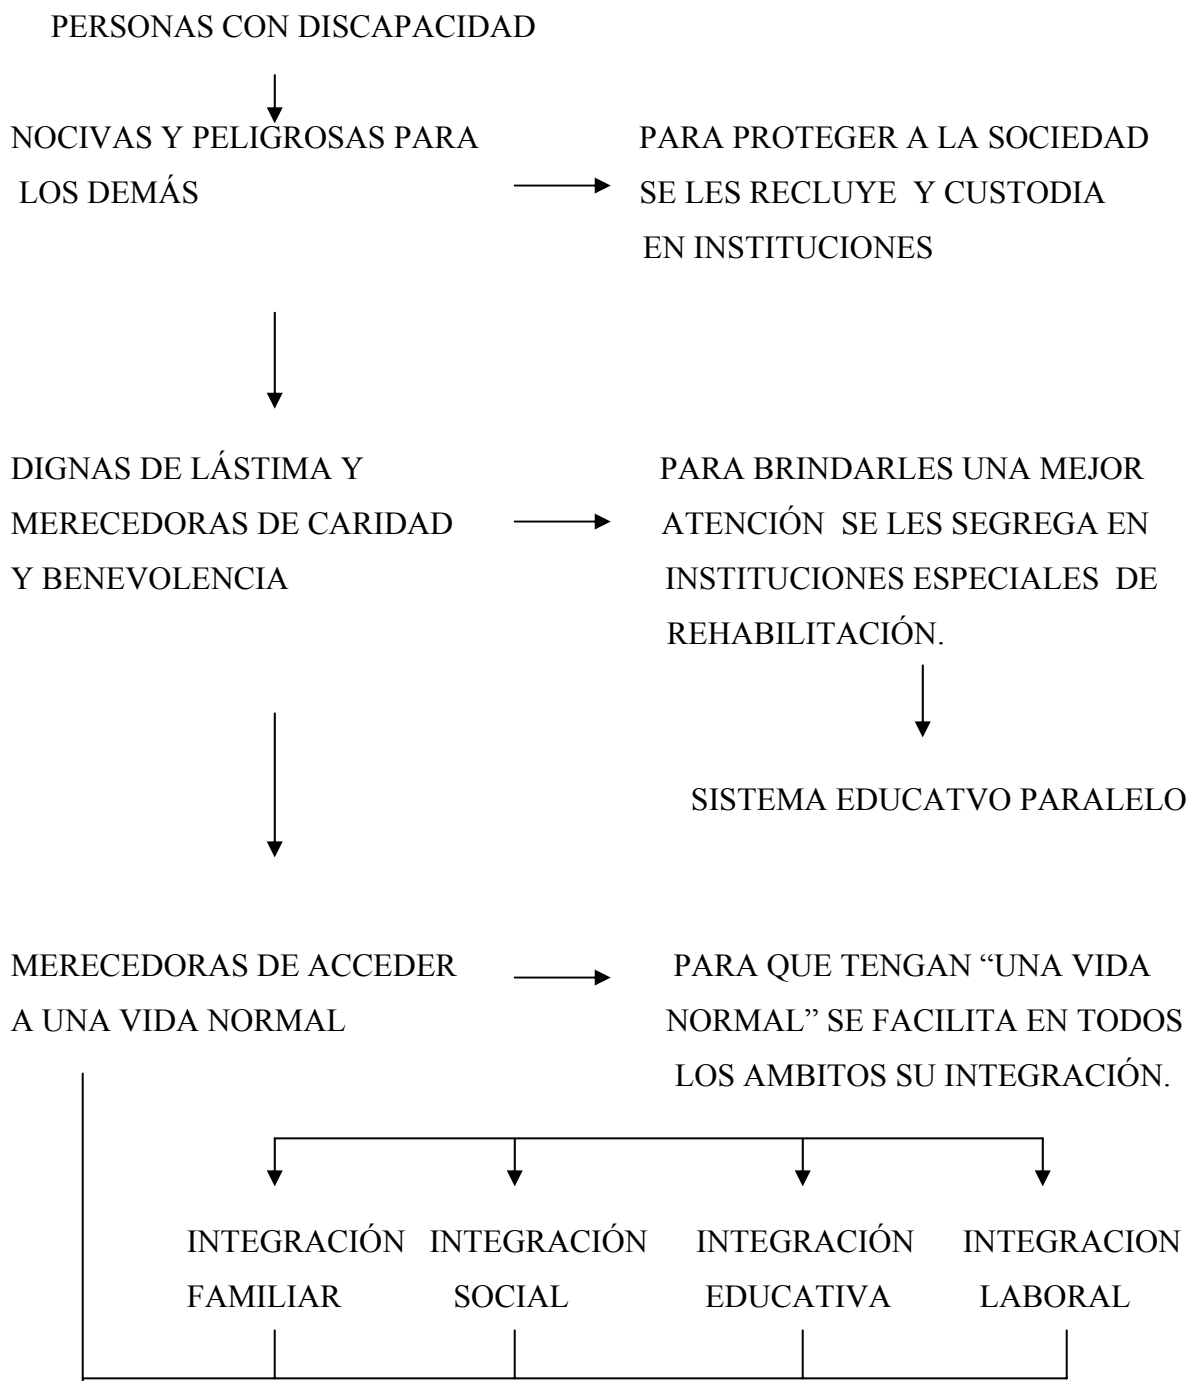 PERSONAS CON DISCAPACIDAD
NOCIVAS Y PELIGROSAS PARA
LOS DEMÁS
PARA PROTEGER A LA SOCIEDAD
SE LES RECLUYE Y CUSTODIA
EN INSTITUCIONES
DIGNAS DE LÁSTIMA Y
MERECEDORAS DE CARIDAD
Y BENEVOLENCIA
PARA BRINDARLES UNA MEJOR
ATENCIÓN SE LES SEGREGA EN
INSTITUCIONES ESPECIALES DE
REHABILITACIÓN.
SISTEMA EDUCATVO PARALELO
MERECEDORAS DE ACCEDER
A UNA VIDA NORMAL
PARA QUE TENGAN “UNA VIDA
NORMAL” SE FACILITA EN TODOS
LOS AMBITOS SU INTEGRACIÓN.
INTEGRACIÓN
FAMILIAR
INTEGRACIÓN
SOCIAL
INTEGRACIÓN
EDUCATIVA
INTEGRACION
LABORAL